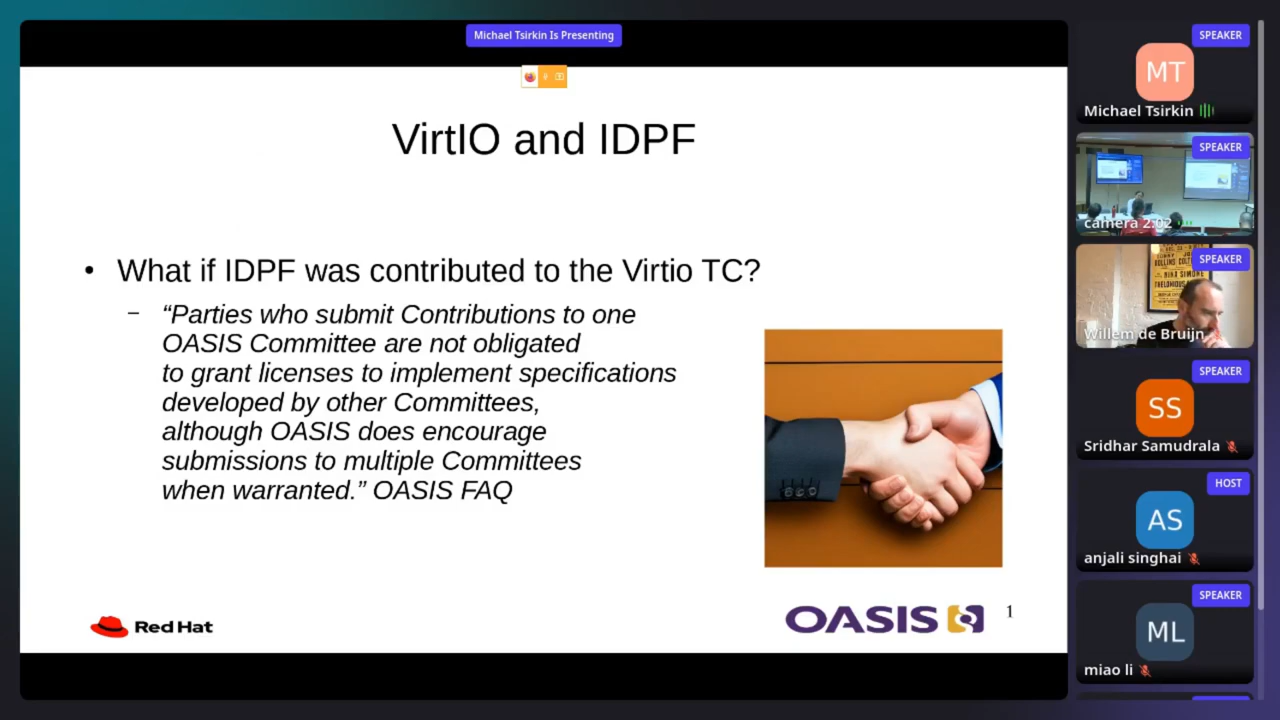 Michael Tsirkin Is Presenting
VirtIO and IDPF
• What if IDPF was contributed to the Virtio TC?
– “Parties who submit Contributions to one
OASIS Committee are not obligated
to grant licenses to implement specifications
developed by other Committees,
although OASIS does encourage
submissions to multiple Committees
when warranted.” OASIS FAQ
Red Hat
OASIS
1
SPEAKER
MT
Michael Tsirkin
SPEAKER
camera 2.02
SPEAKER
Willem de Bruijn
SPEAKER
SS
Sridhar Samudrala
HOST
AS
anjali singhai
SPEAKER
ML
miao li